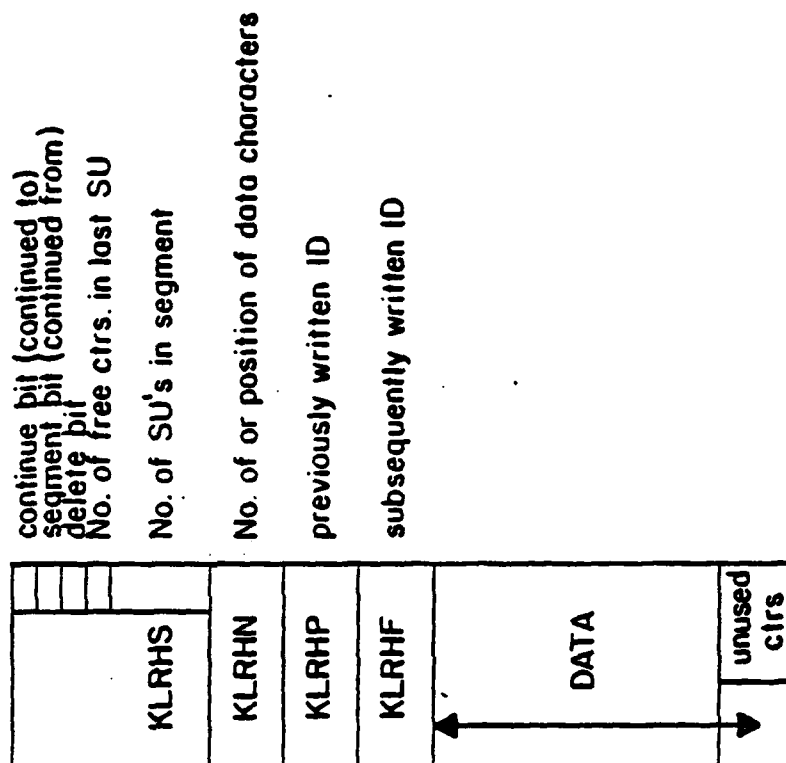 continue bit (continued to)
segment bit (continued from)
delete bit
No. of free ctrs. in last SU
No. of SU's in segment
No. of or position of data characters
previously written ID
subsequently written ID
KLRHS
KLRHN
KLRHP
KLRHF
DATA
unused
ctrs